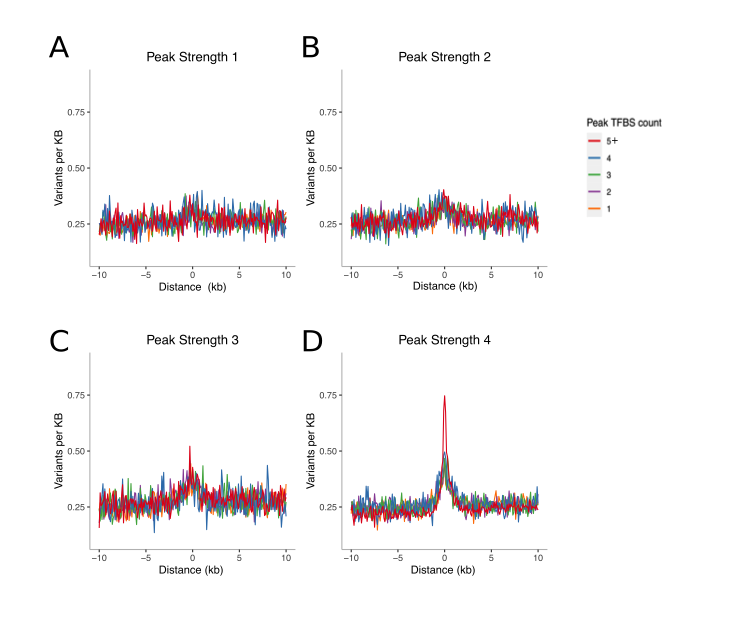 A
Peak Strength 1
0.75
0.50
0.25
Variants per KB
−10 −5 0 5 10
Distance (kb)
B
Peak Strength 2
0.75
0.50
0.25
Variants per KB
−10 −5 0 5 10
Distance (kb)
Peak TFBS count
5+
4
3
2
1
C
Peak Strength 3
0.75
0.50
0.25
Variants per KB
−10 −5 0 5 10
Distance (kb)
D
Peak Strength 4
0.75
0.50
0.25
Variants per KB
−10 −5 0 5 10
Distance (kb)